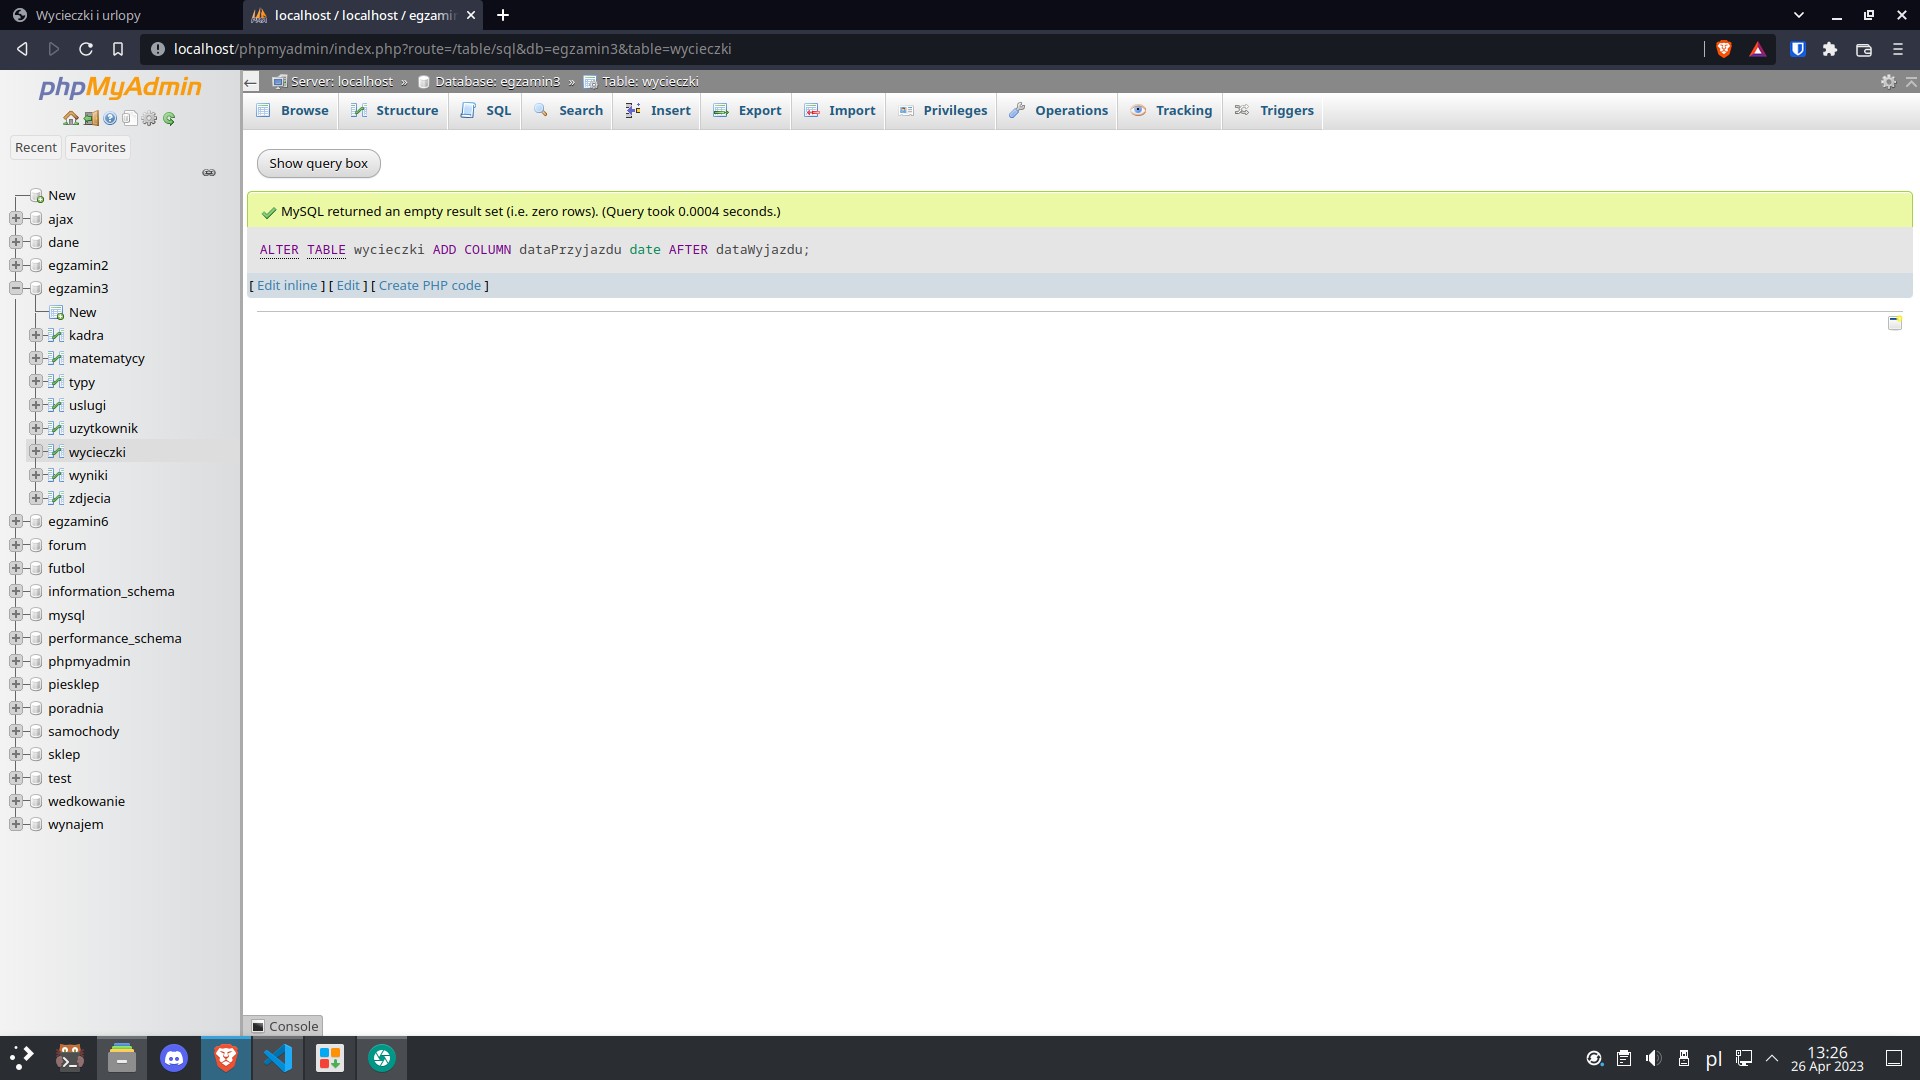 Wycieczki i urlopy
localhost / localhost / egzami
localhost/phpmyadmin/index.php?route=/table/sql&db=egzamin3&table=wycieczki
phpMyAdmin
Recent
Favorites
New
ajax
dane
egzamin2
egzamin3
New
kadra
matematycy
typy
uslugi
uzytkownik
wycieczki
wyniki
zdjecia
egzamin6
forum
futbol
information_schema
mysql
performance_schema
phpmyadmin
piesklep
poradnia
samochody
sklep
test
wedkowanie
wynajem
Server: localhost » Database: egzamin3 » Table: wycieczki
Browse Structure SQL Search Insert Export Import Privileges Operations Tracking Triggers
Show query box
MySQL returned an empty result set (i.e. zero rows). (Query took 0.0004 seconds.)
ALTER TABLE wycieczki ADD COLUMN dataPrzyjazdu date AFTER dataWyjazdu;
[ Edit inline ] [ Edit ] [ Create PHP code ]
Console
pl
13:26
26 Apr 2023